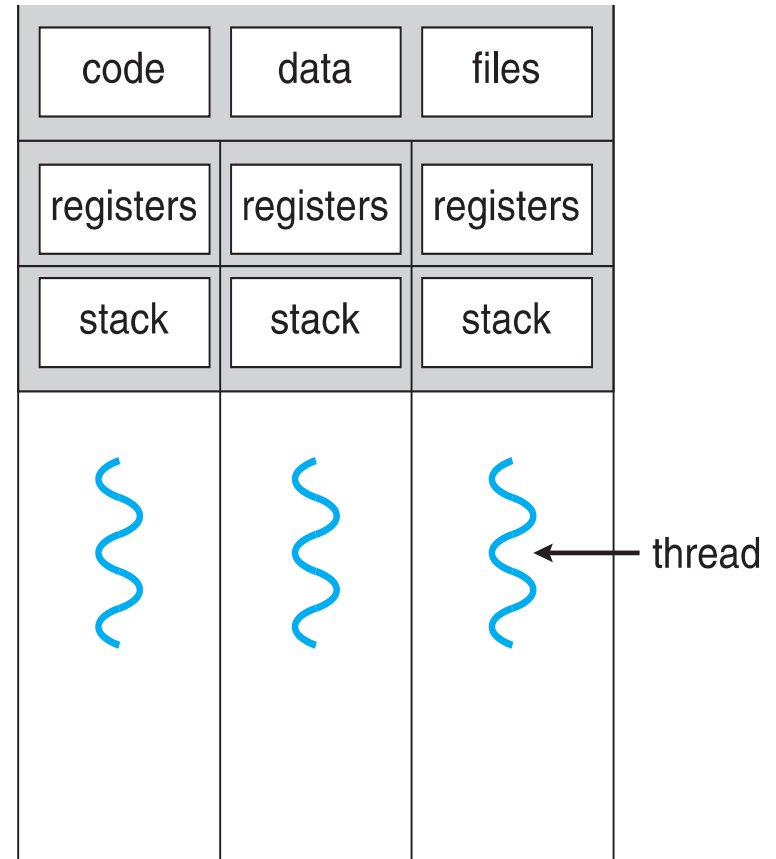 code data files
registers registers registers
stack stack stack
thread